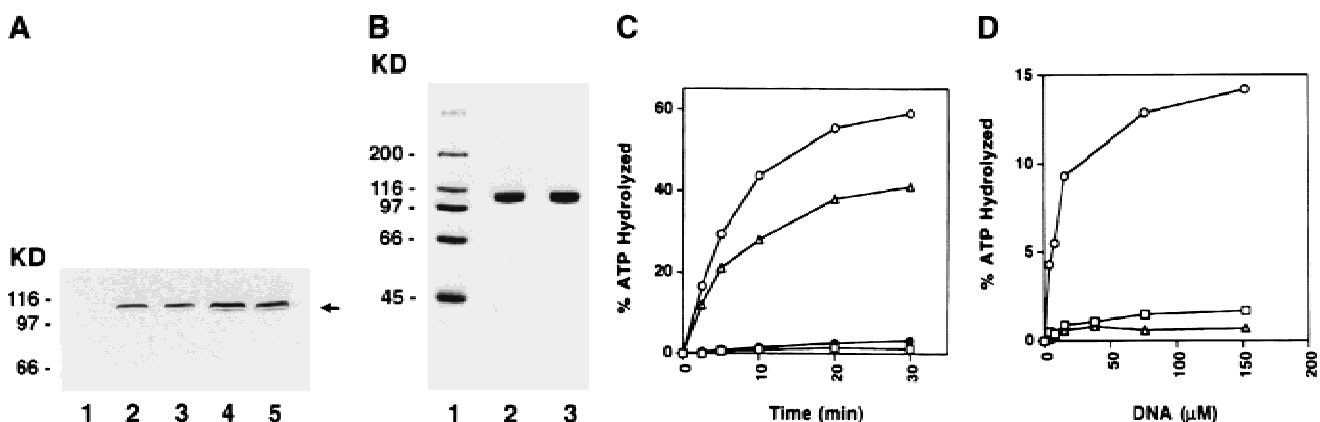 A
KD
116 -
97 -
66 -
1 2 3 4 5
B
KD
200 -
116 -
97 -
66 -
45 -
1 2 3
C
% ATP Hydrolyzed
60
40
20
0
0 10 20 30
Time (min)
D
% ATP Hydrolyzed
15
10
5
0
0 50 100 150 200
DNA (μM)